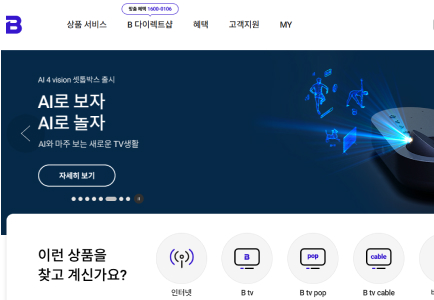 B
맞춤 혜택 1600-0106
상품 서비스
B 다이렉트샵
혜택
고객지원
MY
AI 4 vision 셋톱박스 출시
AI로 보자
AI로 놀자
AI와 마주 보는 새로운 TV생활
자세히 보기
이런 상품을
찾고 계신가요?
B
pop
cable
인터넷
B tv
B tv pop
B tv cable